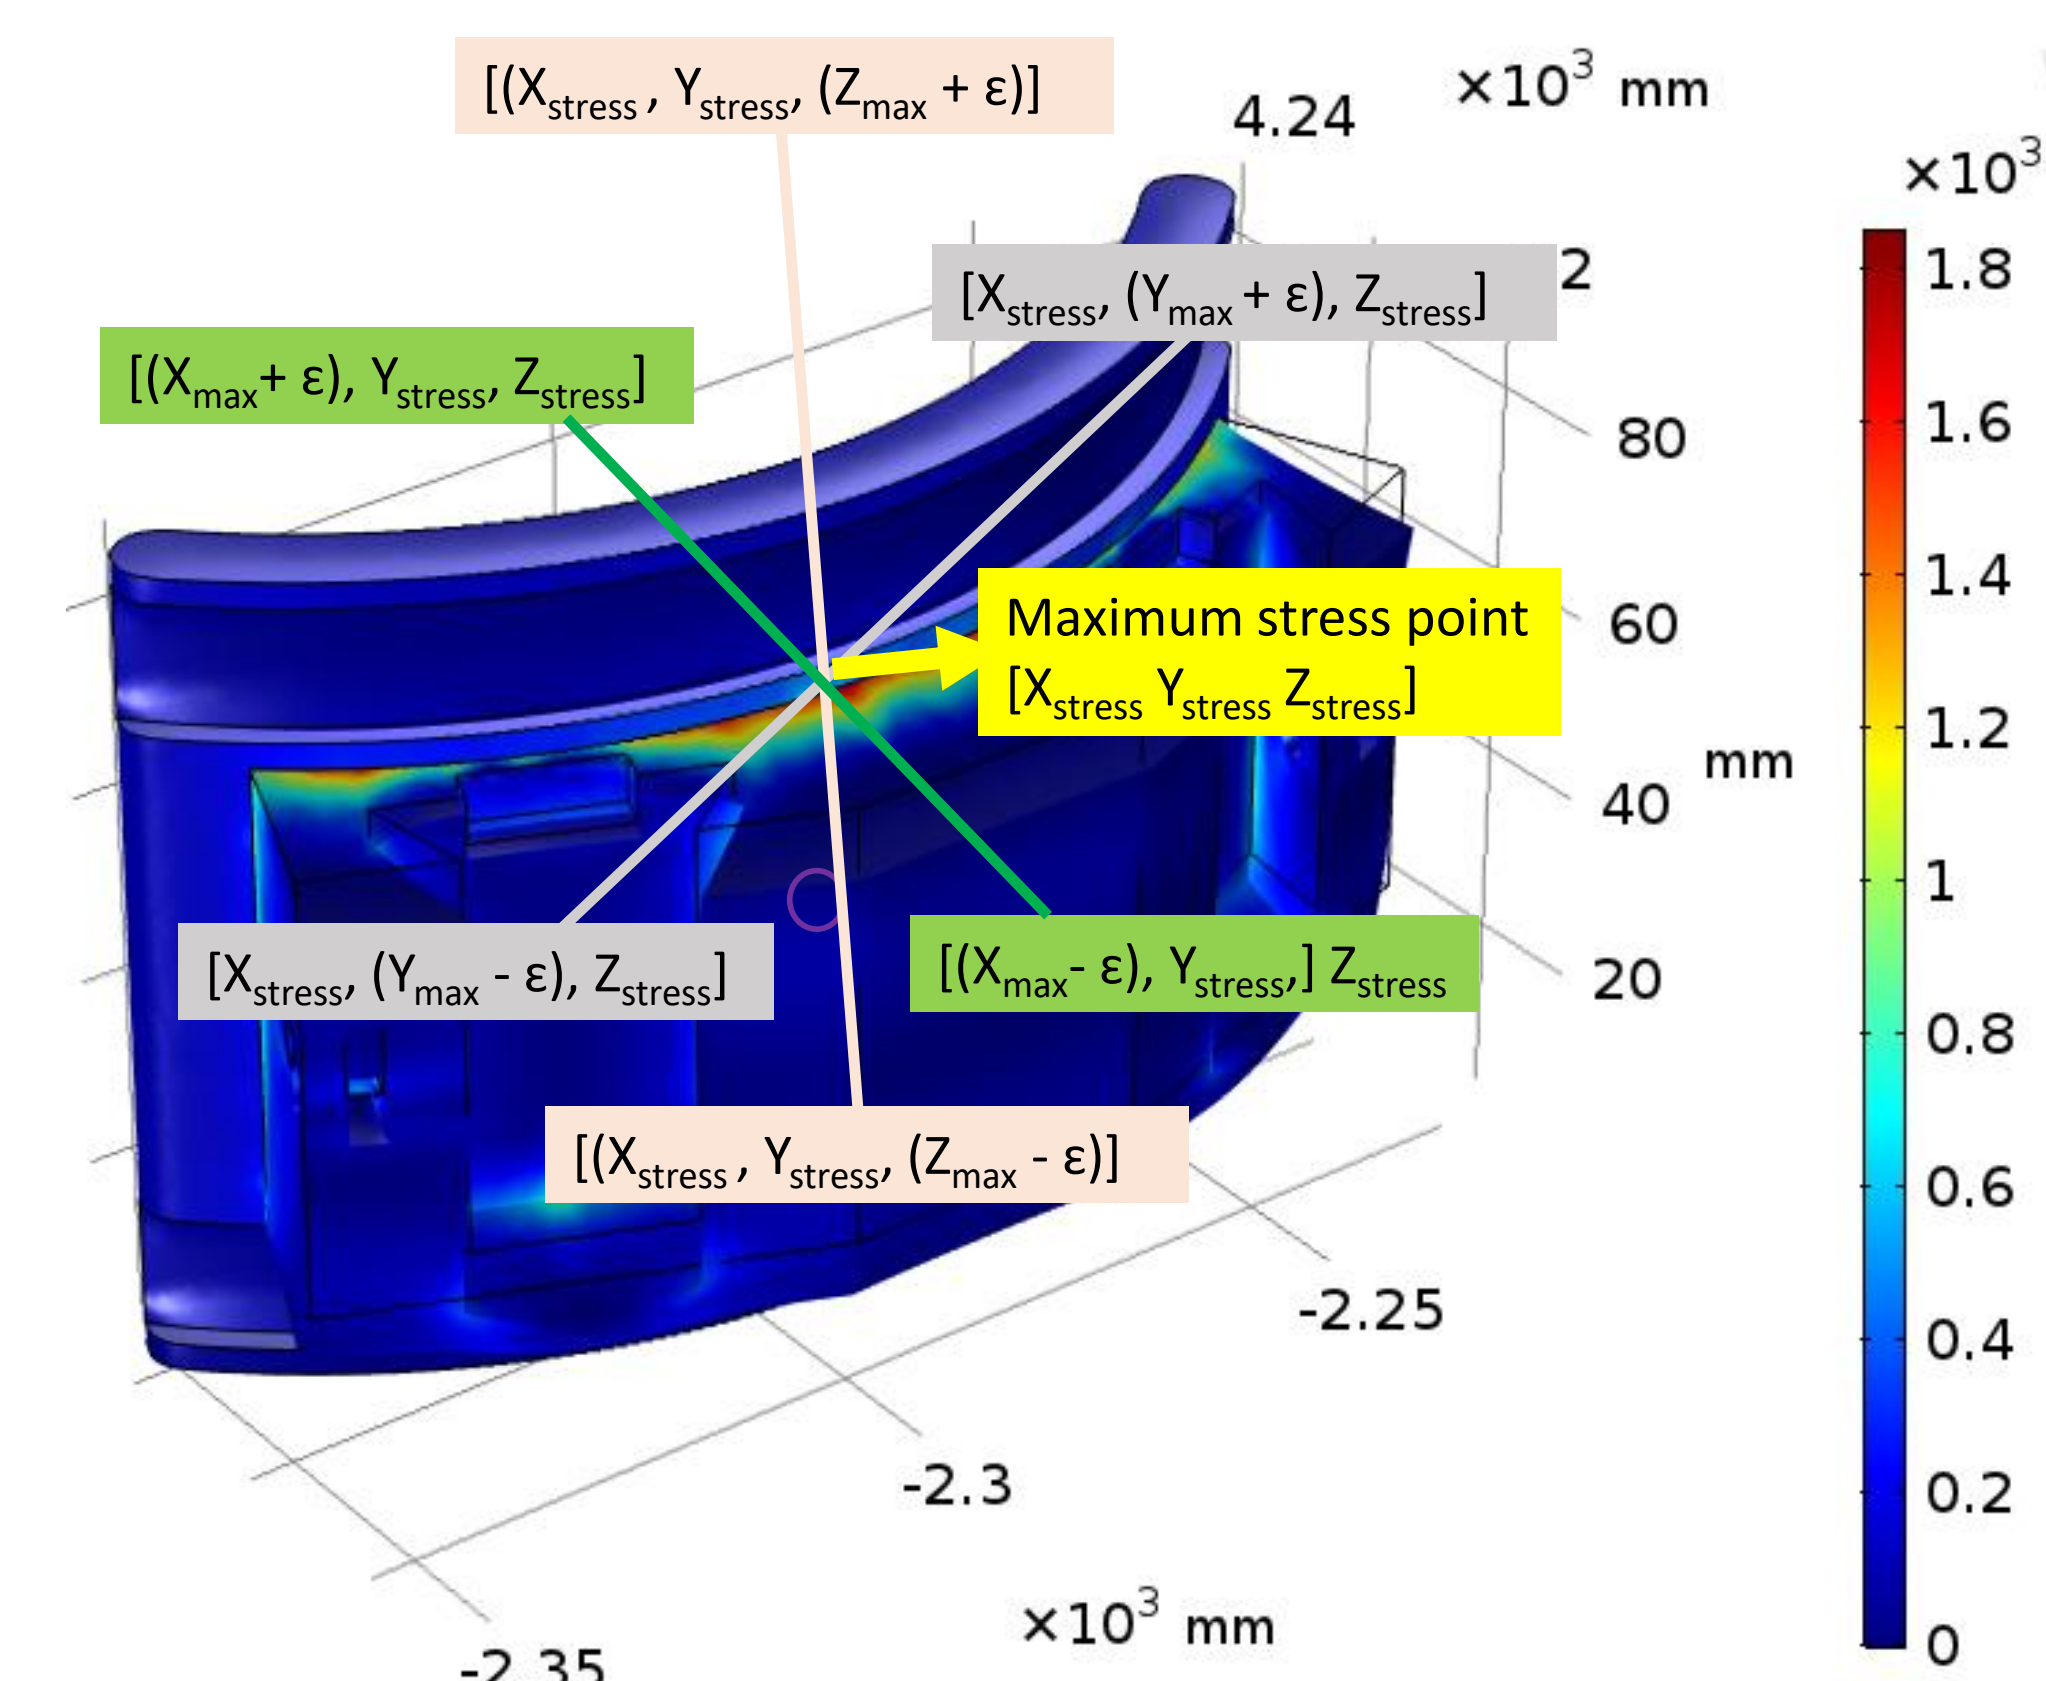 [(Xstress , Ystress, (Zmax + ε)]
×10³ mm
4.24
×10³
[Xstress, (Ymax + ε), Zstress]
2
1.8
[(Xmax+ ε), Ystress, Zstress]
80
1.6
Maximum stress point
[Xstress Ystress Zstress]
1.4
60
1.2
mm
40
1
[Xstress, (Ymax - ε), Zstress]
[(Xmax- ε), Ystress,] Zstress
20
0.8
[(Xstress , Ystress, (Zmax - ε)]
0.6
-2.25
0.4
-2.3
0.2
×10³ mm
-2.35
0